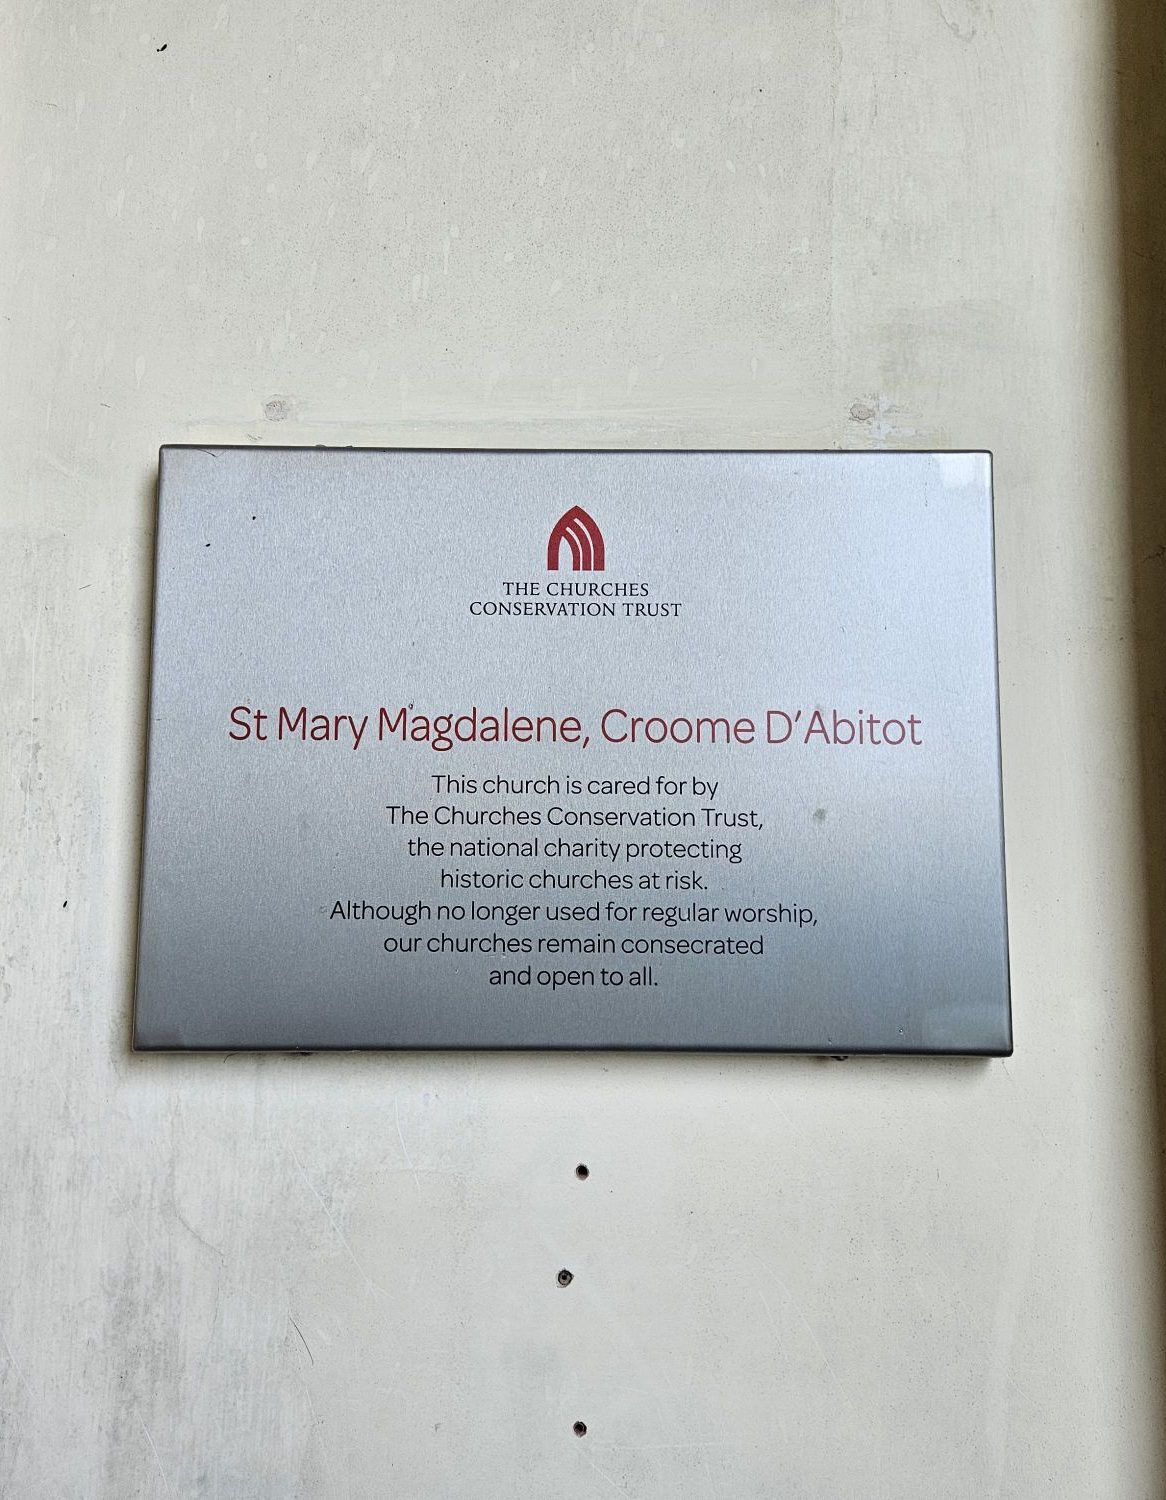 THE CHURCHES
CONSERVATION TRUST
St Mary Magdalene, Croome D’Abitot
This church is cared for by
The Churches Conservation Trust,
the national charity protecting
historic churches at risk.
Although no longer used for regular worship,
our churches remain consecrated
and open to all.